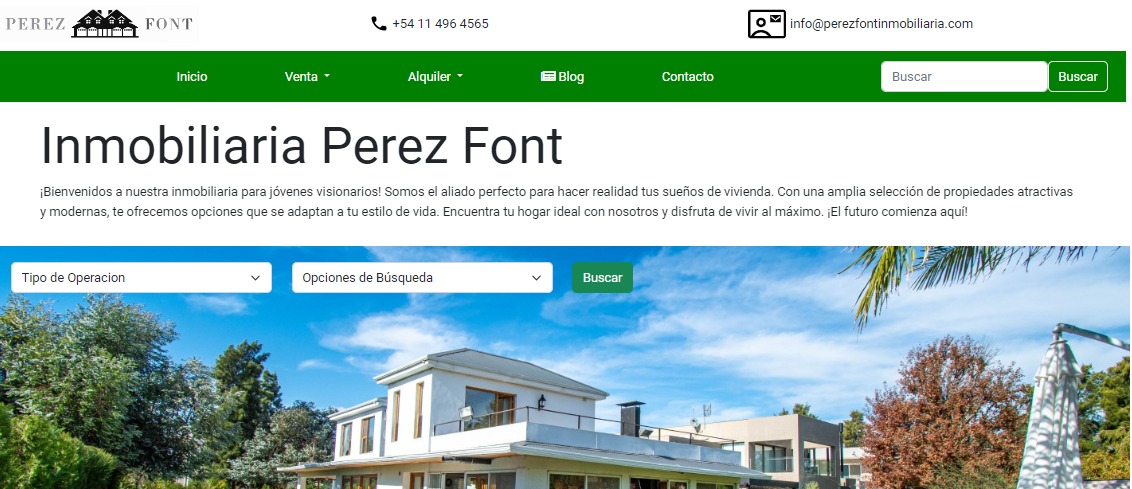 PEREZ FONT
+54 11 496 4565
info@perezfontinmobiliaria.com
Inicio
Venta
Alquiler
Blog
Contacto
Buscar
Buscar
Inmobiliaria Perez Font
¡Bienvenidos a nuestra inmobiliaria para jóvenes visionarios! Somos el aliado perfecto para hacer realidad tus sueños de vivienda. Con una amplia selección de propiedades atractivas
y modernas, te ofrecemos opciones que se adaptan a tu estilo de vida. Encuentra tu hogar ideal con nosotros y disfruta de vivir al máximo. ¡El futuro comienza aquí!
Tipo de Operacion
Opciones de Búsqueda
Buscar